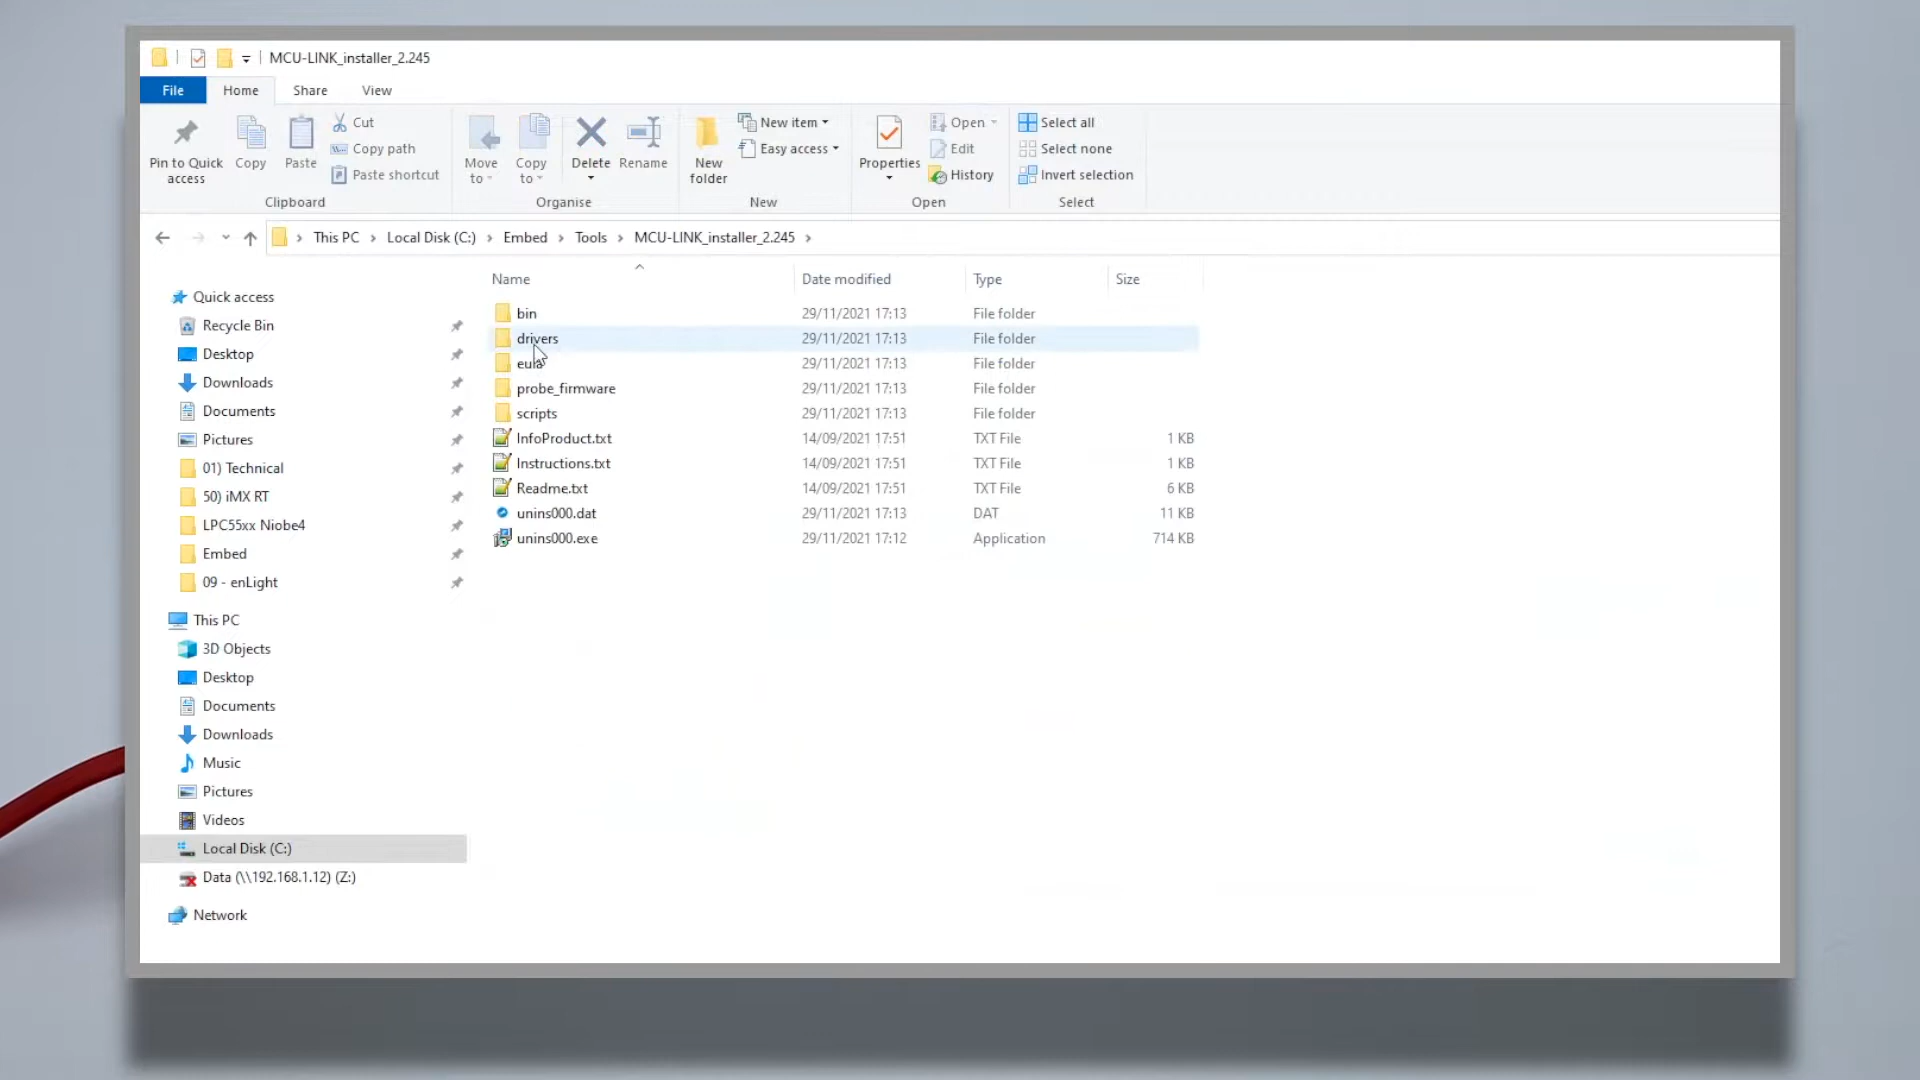 MCU-LINK_installer_2.245
File Home Share View
Pin to Quick access
Copy
Paste
Cut
Copy path
Paste shortcut
Clipboard
Move to
Copy to
Delete
Rename
Organise
New folder
New item
Easy access
New
Properties
Open
Edit
History
Open
Select all
Select none
Invert selection
Select
This PC Local Disk (C:) Embed Tools MCU-LINK_installer_2.245
Quick access
Recycle Bin
Desktop
Downloads
Documents
Pictures
01) Technical
50) iMX RT
LPC55xx Niobe4
Embed
09 - enLight
This PC
3D Objects
Desktop
Documents
Downloads
Music
Pictures
Videos
Local Disk (C:)
Data (\\192.168.1.12) (Z:)
Network
Name Date modified Type Size
bin 29/11/2021 17:13 File folder
drivers 29/11/2021 17:13 File folder
eula 29/11/2021 17:13 File folder
probe_firmware 29/11/2021 17:13 File folder
scripts 29/11/2021 17:13 File folder
InfoProduct.txt 14/09/2021 17:51 TXT File 1 KB
Instructions.txt 14/09/2021 17:51 TXT File 1 KB
Readme.txt 14/09/2021 17:51 TXT File 6 KB
unins000.dat 29/11/2021 17:13 DAT 11 KB
unins000.exe 29/11/2021 17:12 Application 714 KB